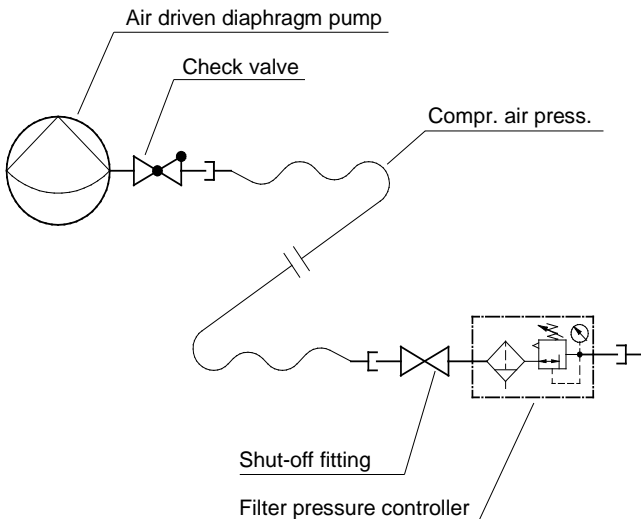 Air driven diaphragm pump
Check valve
Compr. air press.
Shut-off fitting
Filter pressure controller